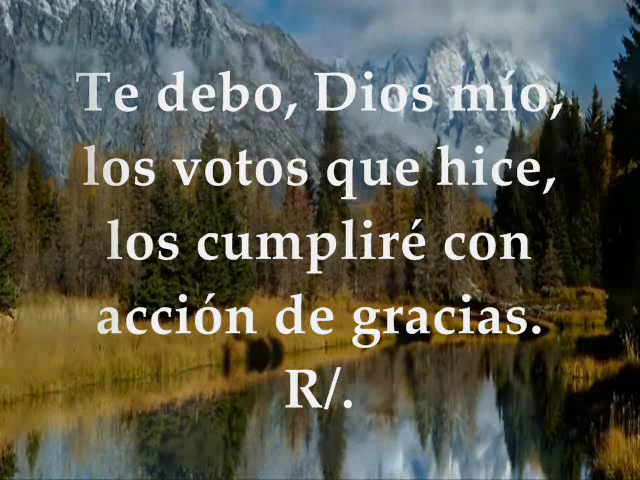 Te debo, Dios mío,
los votos que hice,
los cumpliré con
acción de gracias.
R/.